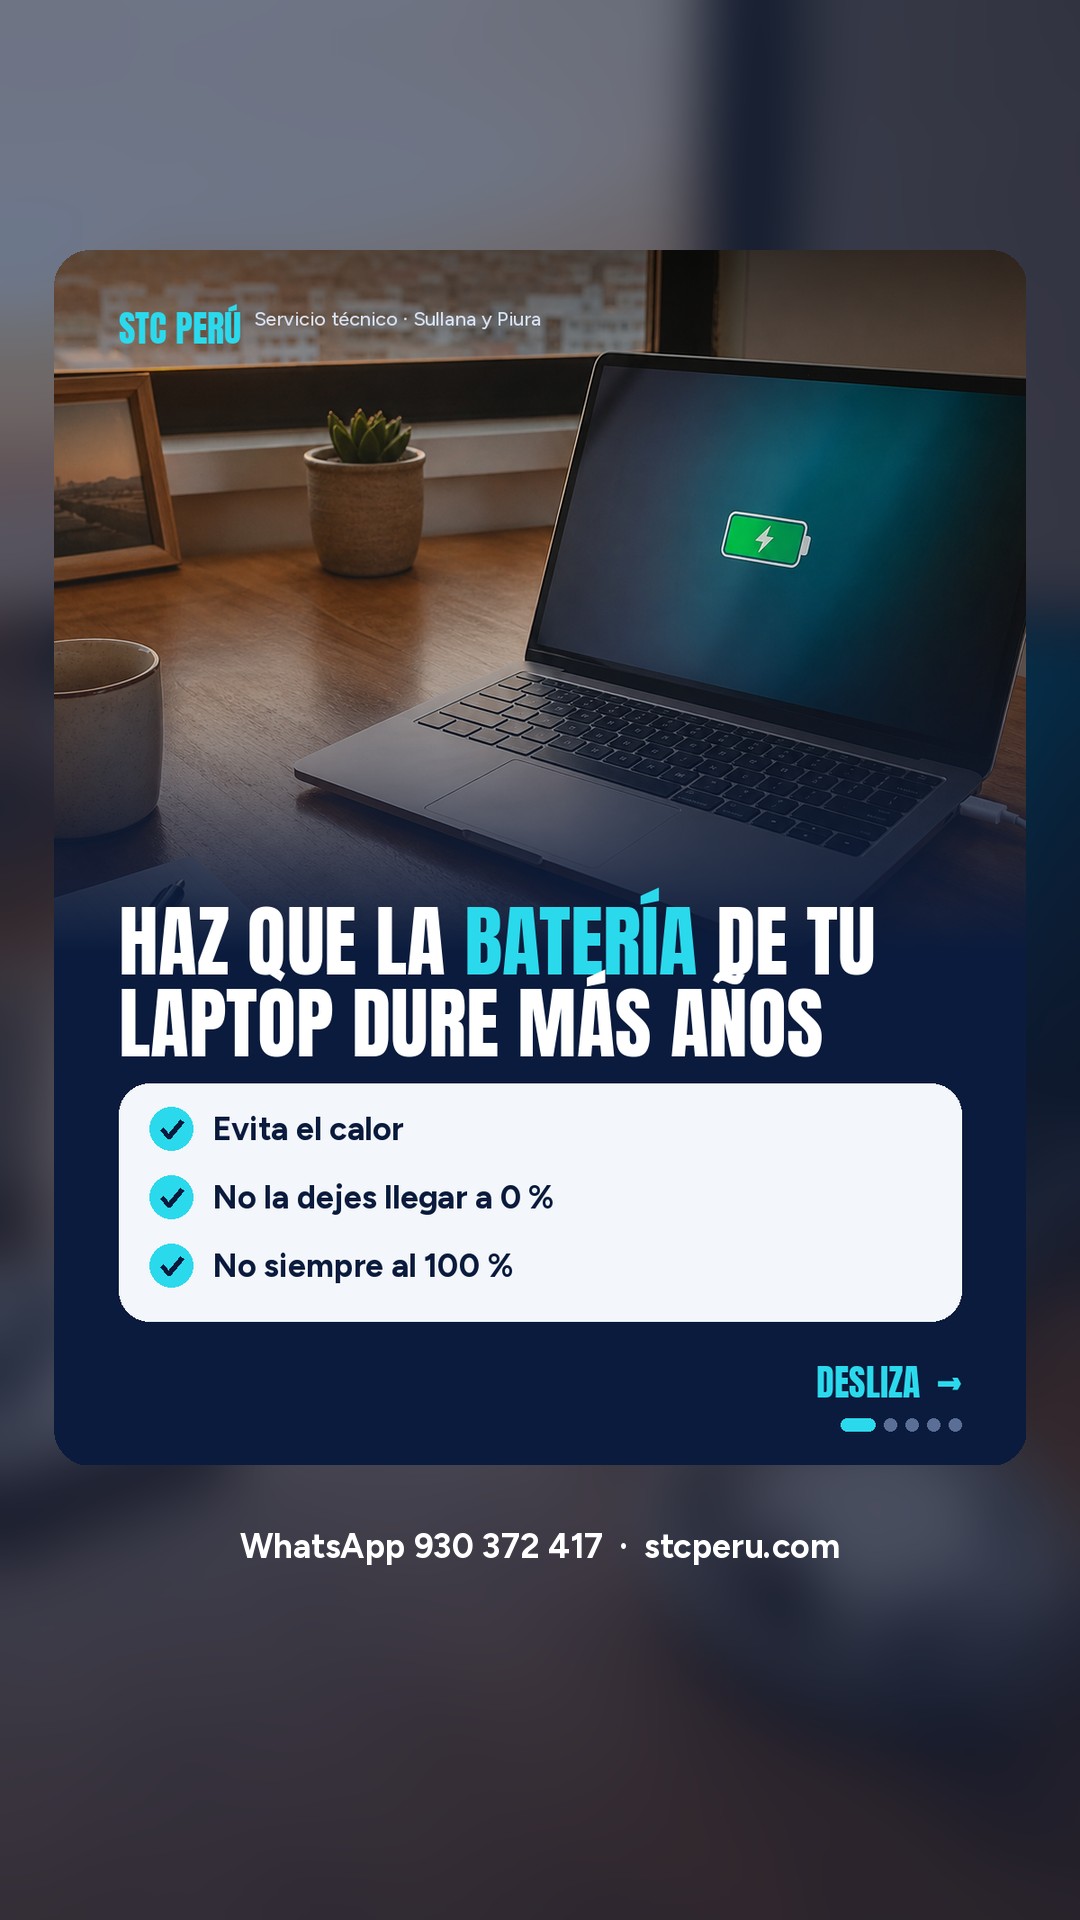 STC PERÚ Servicio técnico · Sullana y Piura
HAZ QUE LA BATERÍA DE TU
LAPTOP DURE MÁS AÑOS
Evita el calor
No la dejes llegar a 0 %
No siempre al 100 %
DESLIZA →
WhatsApp 930 372 417 · stcperu.com